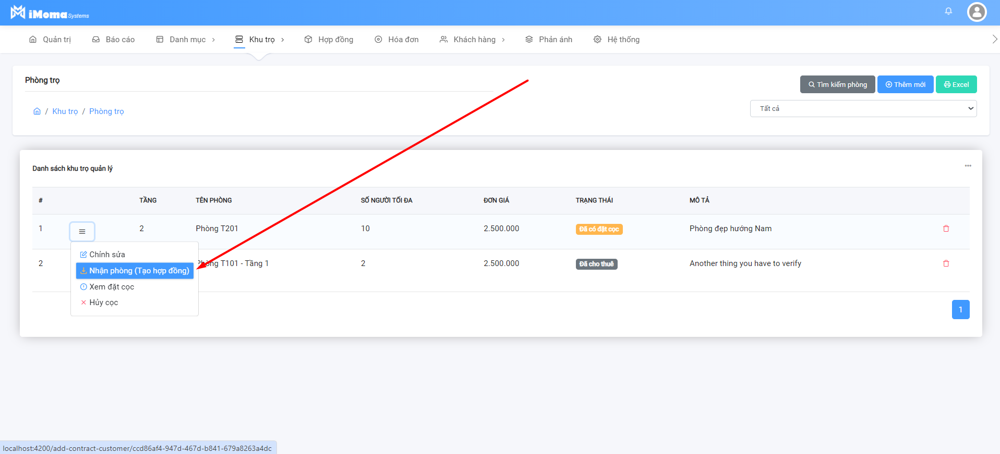 iMoma Systems
Quản trị
Báo cáo
Danh mục
Khu trọ
Hợp đồng
Hóa đơn
Khách hàng
Phản ánh
Hệ thống
Phòng trọ
Tìm kiếm phòng
Thêm mới
Excel
/ Khu trọ / Phòng trọ
Tất cả
Danh sách khu trọ quản lý
# TẦNG TÊN PHÒNG SỐ NGƯỜI TỐI ĐA ĐƠN GIÁ TRẠNG THÁI MÔ TẢ
1 2 Phòng T201 10 2.500.000 Đã có đặt cọc Phòng đẹp hướng Nam
Chỉnh sửa
2 Phòng T101 - Tầng 1 2 2.500.000 Đã cho thuê Another thing you have to verify
Nhận phòng (Tạo hợp đồng)
Xem đặt cọc
Hủy cọc
1
localhost:4200/add-contract-customer/ccd86af4-947d-467d-b841-679a8263a4dc